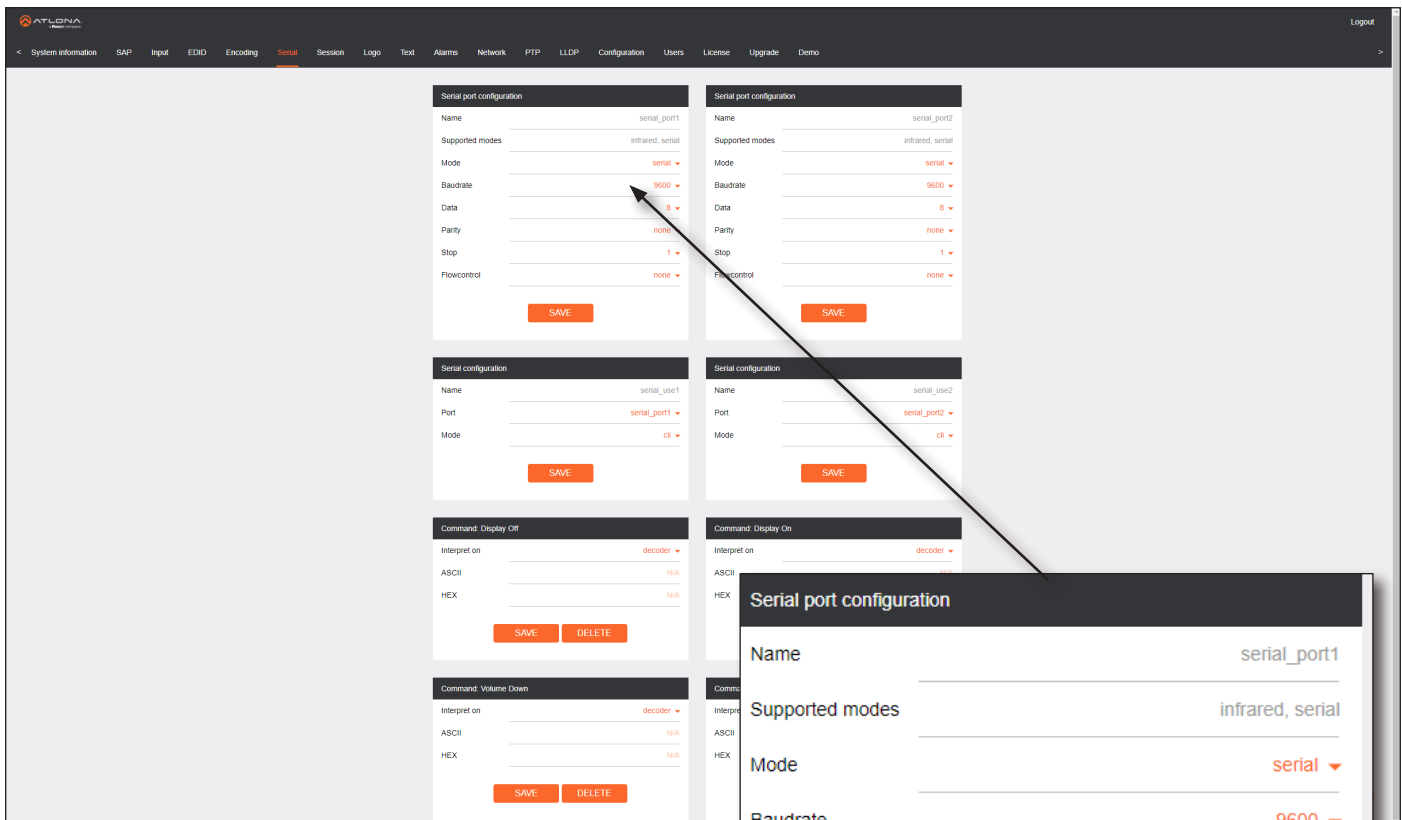 ATLONA
Logout
< System information SAP Input EDID Encoding Serial Session Logo Text Alarms Network PTP LLDP Configuration Users License Upgrade Demo >
Serial port configuration
Name serial_port1
Supported modes infrared, serial
Mode serial
Baudrate 9600
Data 8
Parity none
Stop 1
Flowcontrol none
SAVE
Serial port configuration
Name serial_port2
Supported modes infrared, serial
Mode serial
Baudrate 9600
Data 8
Parity none
Stop 1
Flowcontrol none
SAVE
Serial configuration
Name serial_use1
Port serial_port1
Mode cli
SAVE
Serial configuration
Name serial_use2
Port serial_port2
Mode cli
SAVE
Command: Display Off
Interpret on decoder
ASCII N/A
HEX N/A
SAVE DELETE
Command: Display On
Interpret on decoder
ASCII N/A
HEX
Command: Volume Down
Interpret on decoder
ASCII N/A
HEX N/A
SAVE DELETE
Comma
Interpre
ASCII
HEX
Serial port configuration
Name serial_port1
Supported modes infrared, serial
Mode serial
Baudrate 9600